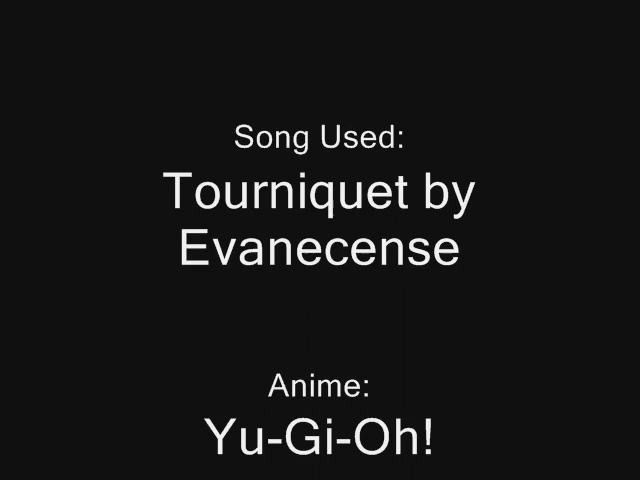 Song Used:
Tourniquet by
Evanecense
Anime:
Yu-Gi-Oh!